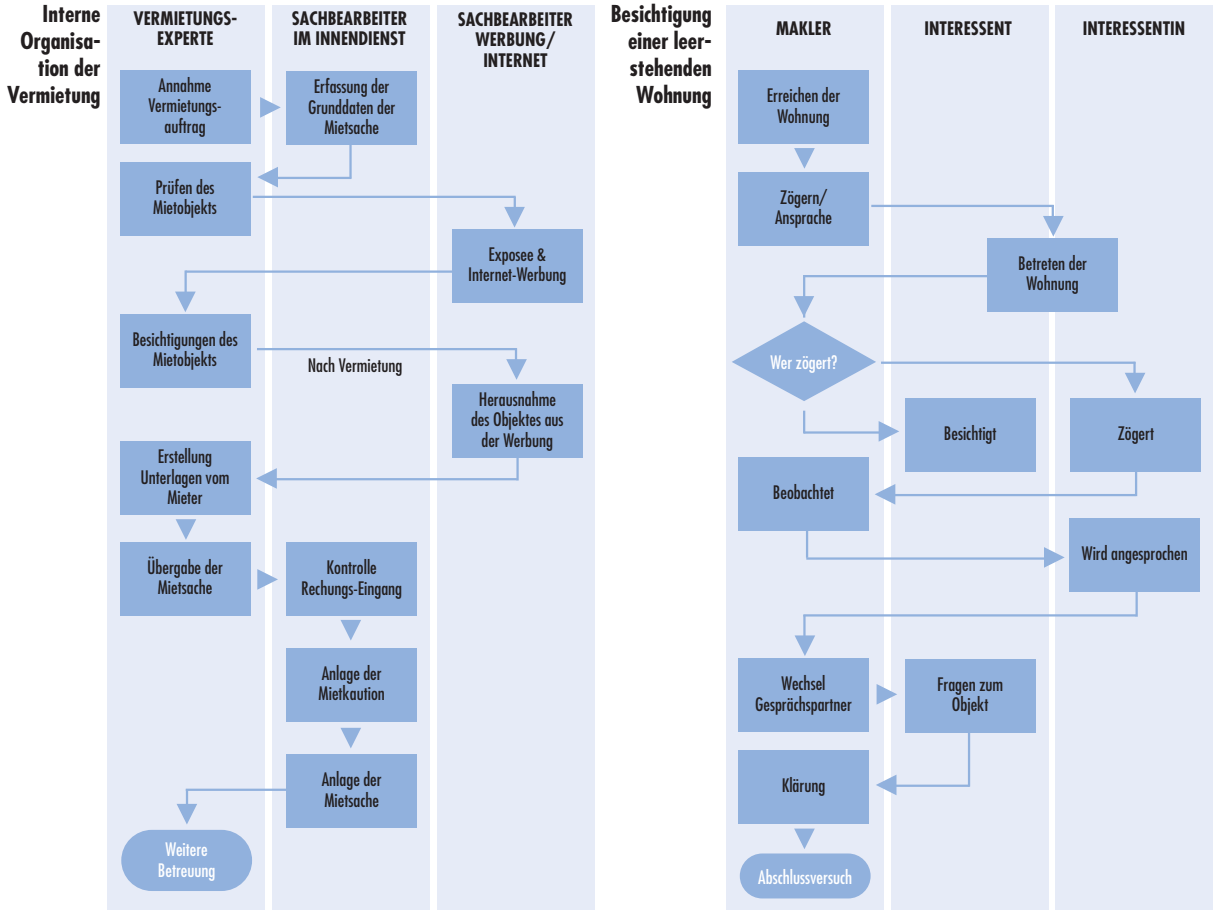 Interne
Organisa-
tion der
Vermietung
VERMIETUNGS-
EXPERTE
SACHBEARBEITER
IM INNENDIENST
SACHBEARBEITER
WERBUNG/
INTERNET
Annahme
Vermietungs-
auftrag
Erfassung der
Grunddaten der
Mietsache
Prüfen des
Mietobjekts
Exposee &
Internet-Werbung
Besichtigungen des
Mietobjekts
Nach Vermietung
Herausnahme
des Objektes aus
der Werbung
Erstellung
Unterlagen vom
Mieter
Übergabe der
Mietsache
Kontrolle
Rechungs-Eingang
Anlage der
Mietkaution
Anlage der
Mietsache
Weitere
Betreuung
Besichtigung
einer leer-
stehenden
Wohnung
MAKLER
INTERESSENT
INTERESSENTIN
Erreichen der
Wohnung
Zögern/
Ansprache
Betreten der
Wohnung
Wer zögert?
Besichtigt
Zögert
Beobachtet
Wird angesprochen
Wechsel
Gesprächspartner
Fragen zum
Objekt
Klärung
Abschlussversuch